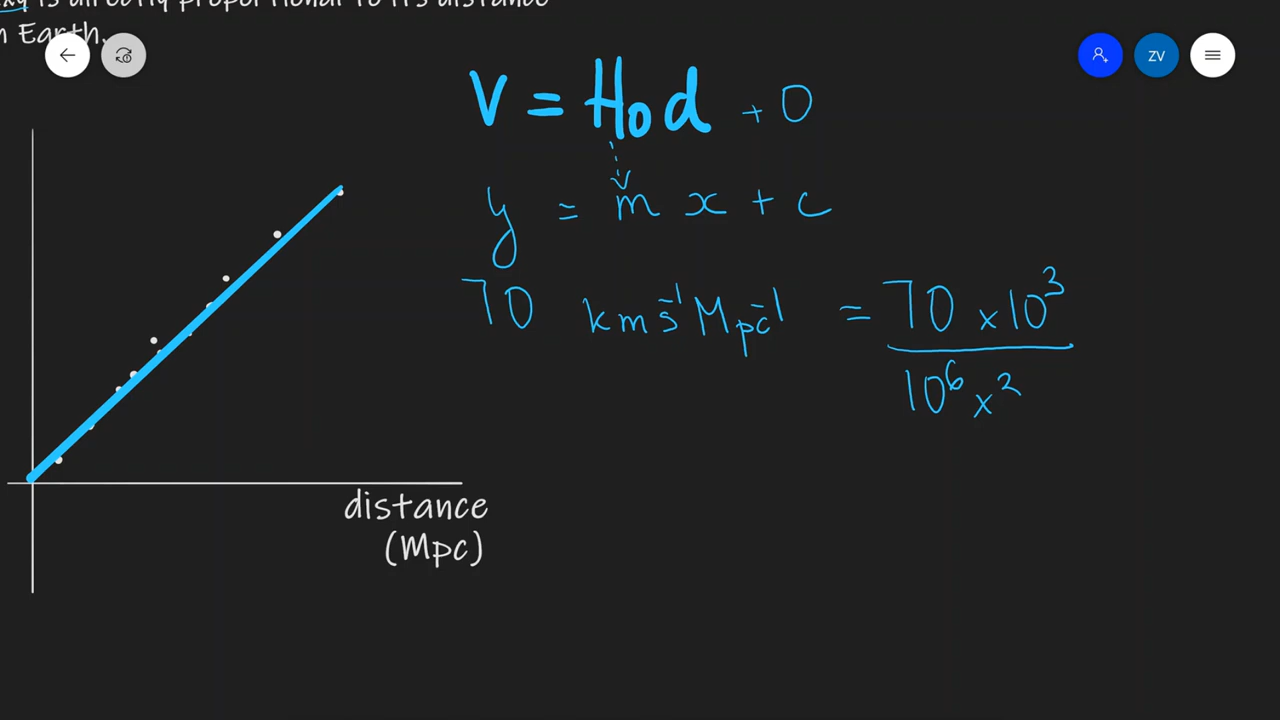 is directly proportional to its distance
Earth.
ZV
V = H₀d + 0
y = mx + c
70 km s⁻¹ Mpc⁻¹ = 70 × 10³
10⁶ × 2
distance
(Mpc)